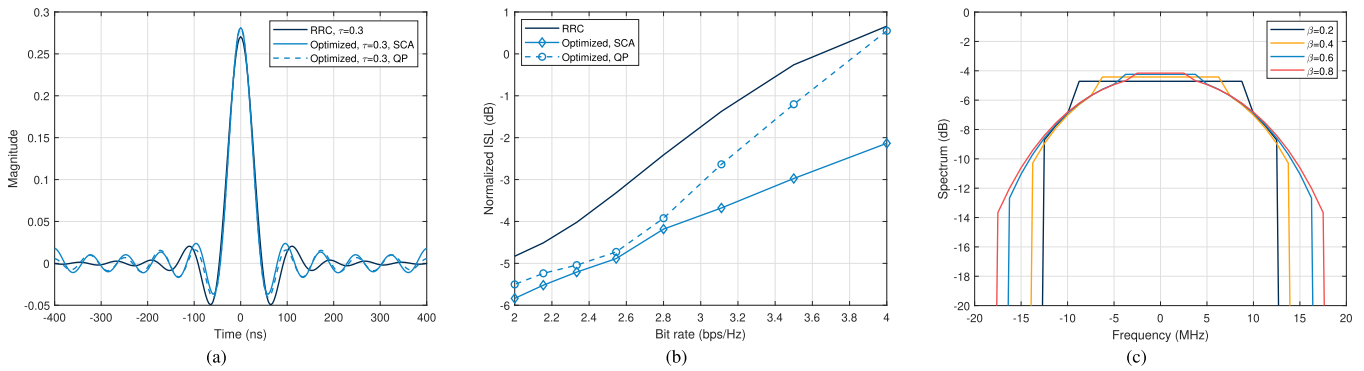 0.3
0.25
0.2
0.15
0.1
0.05
0
-0.05
Magnitude
-400 -300 -200 -100 0 100 200 300 400
Time (ns)
RRC, τ=0.3
Optimized, τ=0.3, SCA
Optimized, τ=0.3, QP
(a)
1
0
-1
-2
-3
-4
-5
-6
Normalized ISL (dB)
2 2.2 2.4 2.6 2.8 3 3.2 3.4 3.6 3.8 4
Bit rate (bps/Hz)
RRC
Optimized, SCA
Optimized, QP
(b)
0
-2
-4
-6
-8
-10
-12
-14
-16
-18
-20
Spectrum (dB)
-20 -15 -10 -5 0 5 10 15 20
Frequency (MHz)
β=0.2
β=0.4
β=0.6
β=0.8
(c)